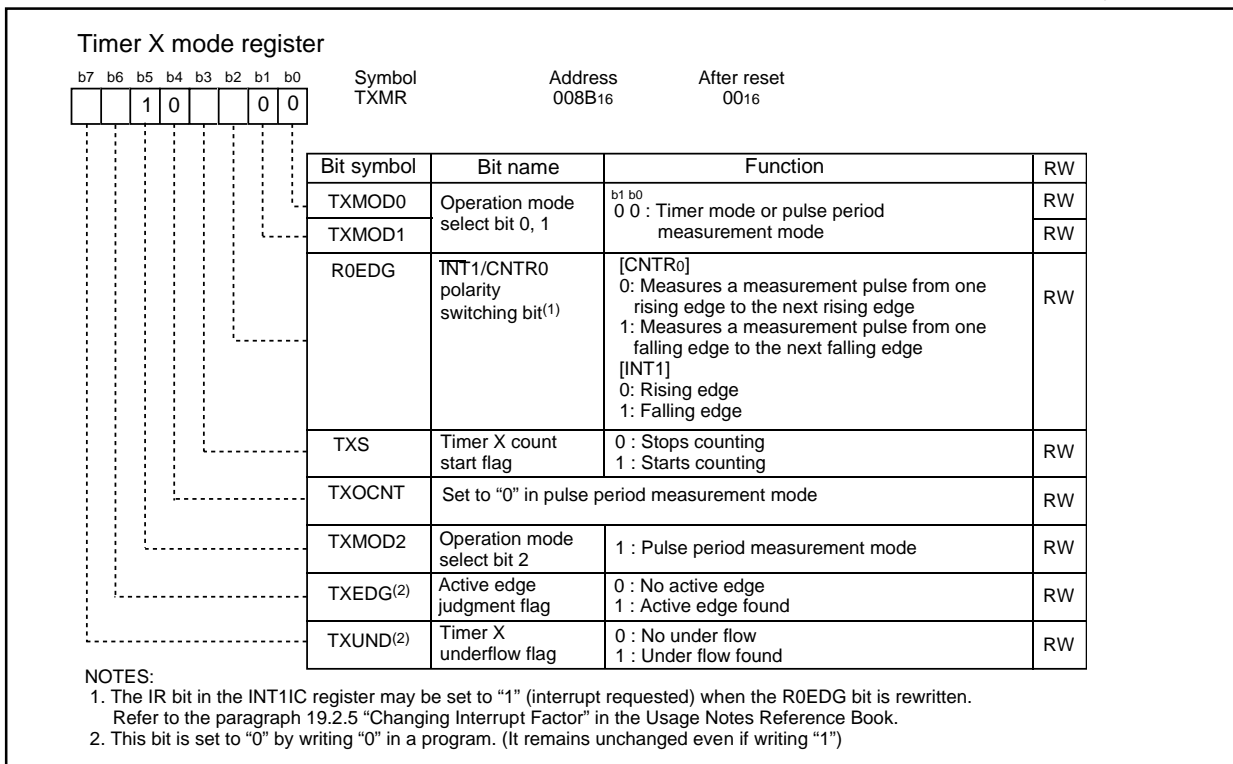 Timer X mode register
b7 b6 b5 b4 b3 b2 b1 b0
Symbol Address After reset
TXMR 008B16 0016
1 0 0 0
Bit symbol Bit name Function RW
TXMOD0 Operation mode select bit 0, 1 b1 b0 RW
0 0 : Timer mode or pulse period
TXMOD1 measurement mode RW
R0EDG INT1/CNTR0 [CNTR0] RW
polarity 0: Measures a measurement pulse from one
switching bit(1) rising edge to the next rising edge
1: Measures a measurement pulse from one
falling edge to the next falling edge
[INT1]
0: Rising edge
1: Falling edge
TXS Timer X count 0 : Stops counting RW
start flag 1 : Starts counting
TXOCNT Set to “0” in pulse period measurement mode RW
TXMOD2 Operation mode 1 : Pulse period measurement mode RW
select bit 2
TXEDG(2) Active edge 0 : No active edge RW
judgment flag 1 : Active edge found
TXUND(2) Timer X 0 : No under flow RW
underflow flag 1 : Under flow found
NOTES:
1. The IR bit in the INT1IC register may be set to “1” (interrupt requested) when the R0EDG bit is rewritten.
Refer to the paragraph 19.2.5 “Changing Interrupt Factor” in the Usage Notes Reference Book.
2. This bit is set to “0” by writing “0” in a program. (It remains unchanged even if writing “1”)